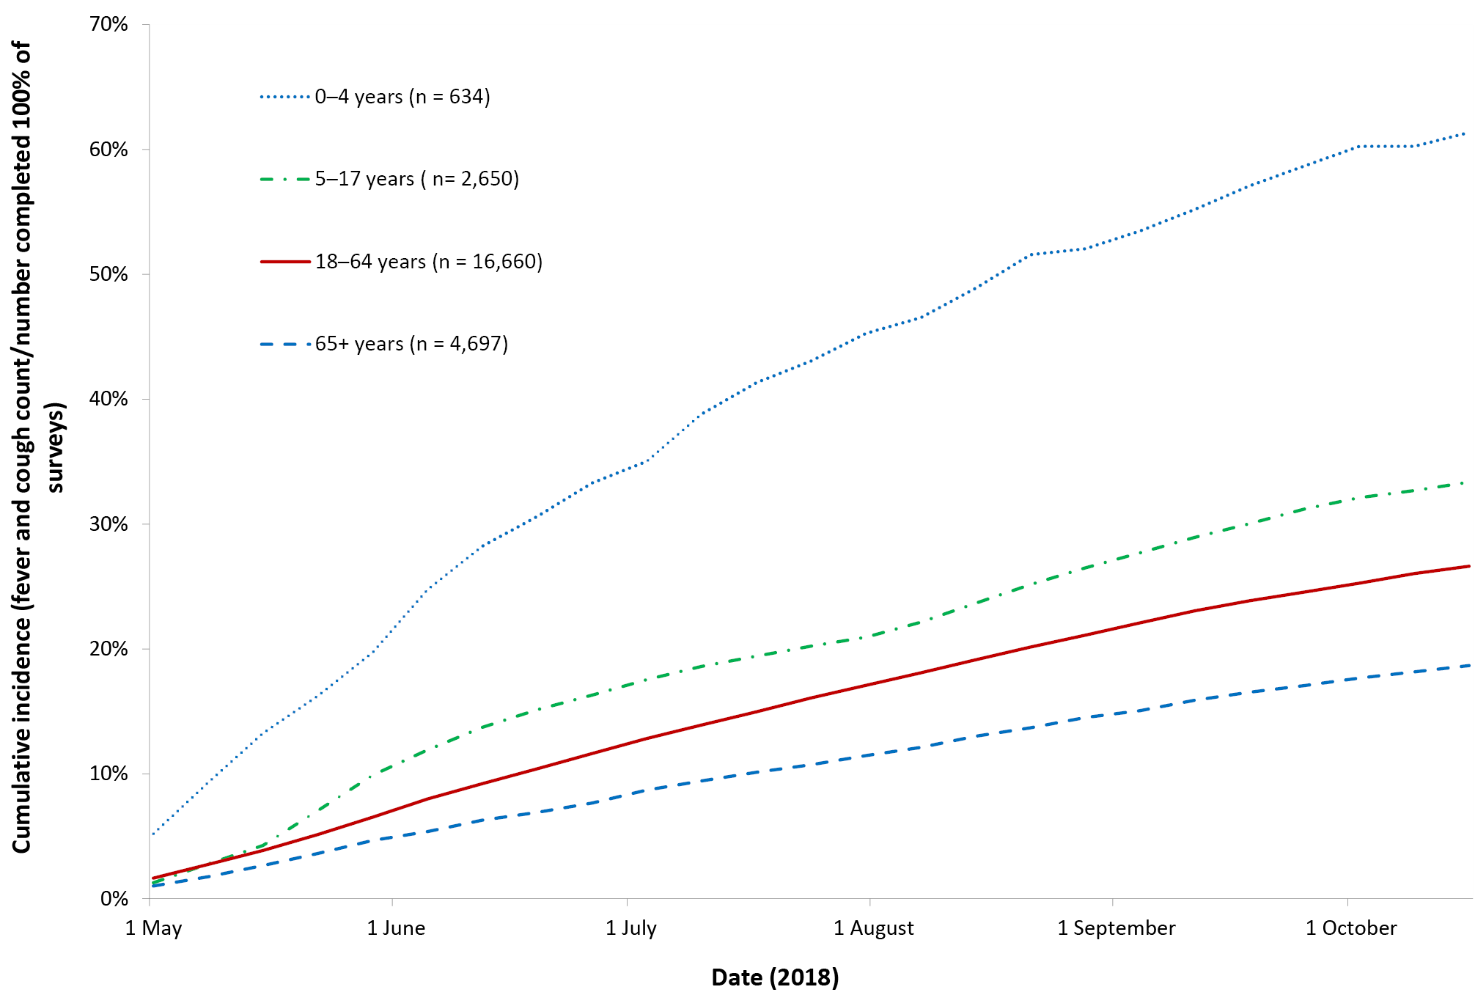 Cumulative incidence (fever and cough count/number completed 100% of
surveys)
70%
60%
50%
40%
30%
20%
10%
0%
0–4 years (n = 634)
5–17 years ( n= 2,650)
18–64 years (n = 16,660)
65+ years (n = 4,697)
1 May
1 June
1 July
1 August
1 September
1 October
Date (2018)